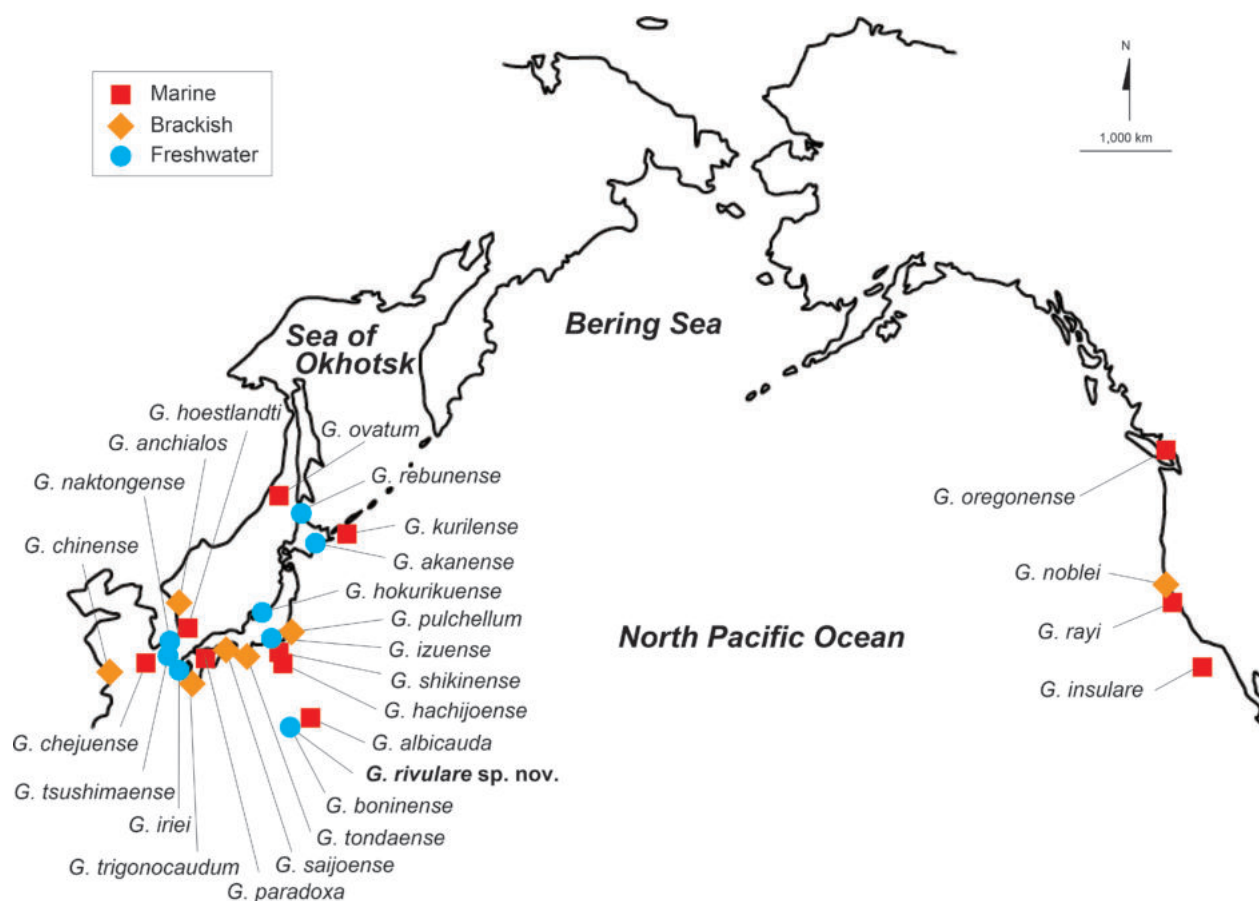 Marine
Brackish
Freshwater
N
1,000 km
Bering Sea
Sea of
Okhotsk
G. hoestlandti
G. anchialos
G. ovatum
G. naktongense
G. rebunense
G. oregonense
G. kurilense
G. chinense
G. akanense
G. noblei
G. hokurikuense
G. pulchellum
North Pacific Ocean
G. rayi
G. izuense
G. shikinense
G. insulare
G. hachijoense
G. chejuense
G. albicauda
G. rivulare sp. nov.
G. tsushimaense
G. boninense
G. iriei
G. tondaense
G. trigonocaudum
G. saijoense
G. paradoxa